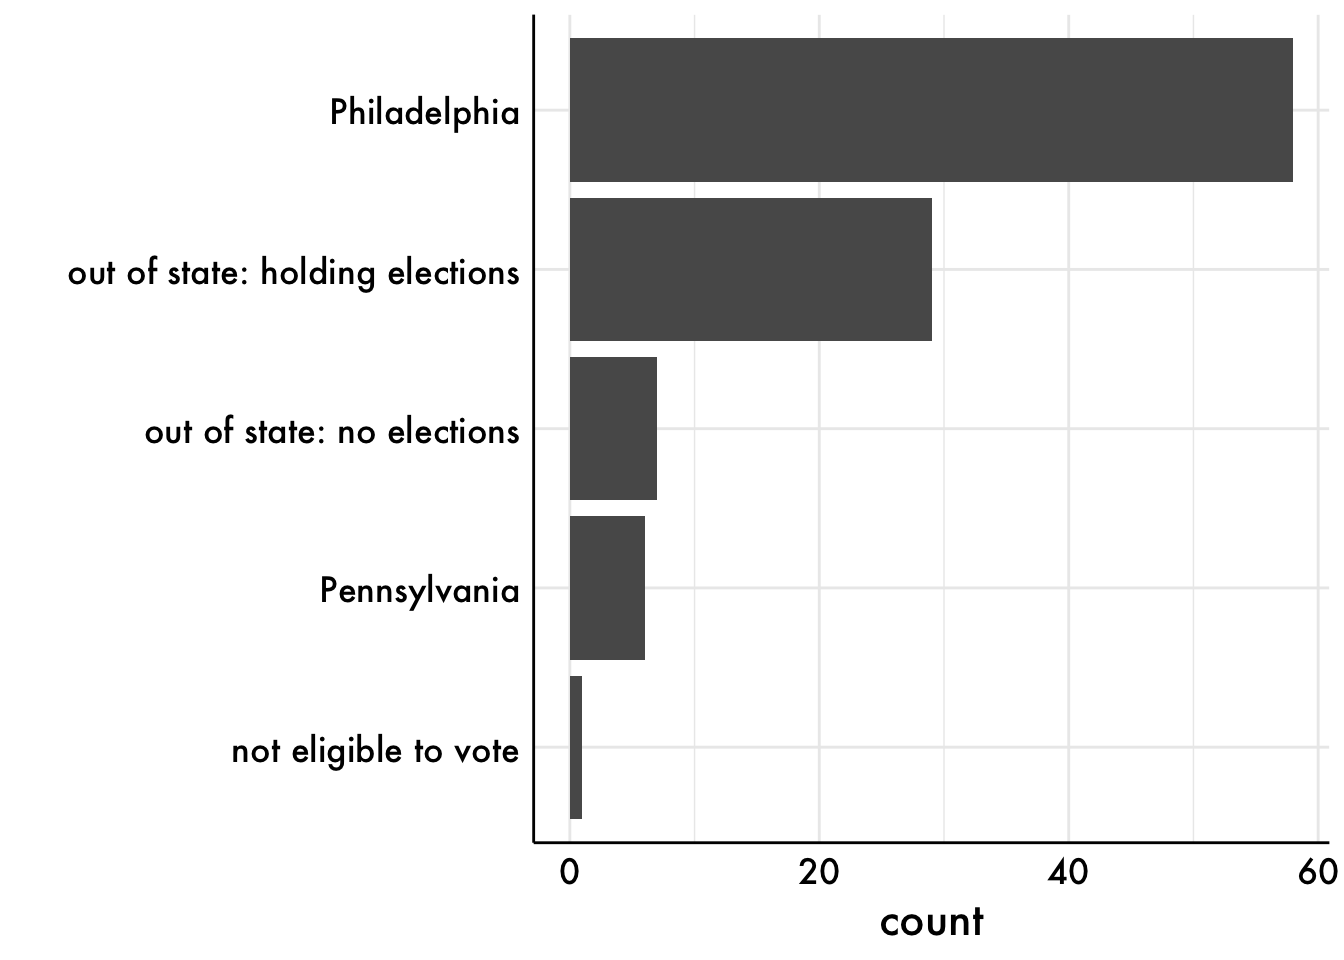 Philadelphia
out of state: holding elections
out of state: no elections
Pennsylvania
not eligible to vote
0 20 40 60
count